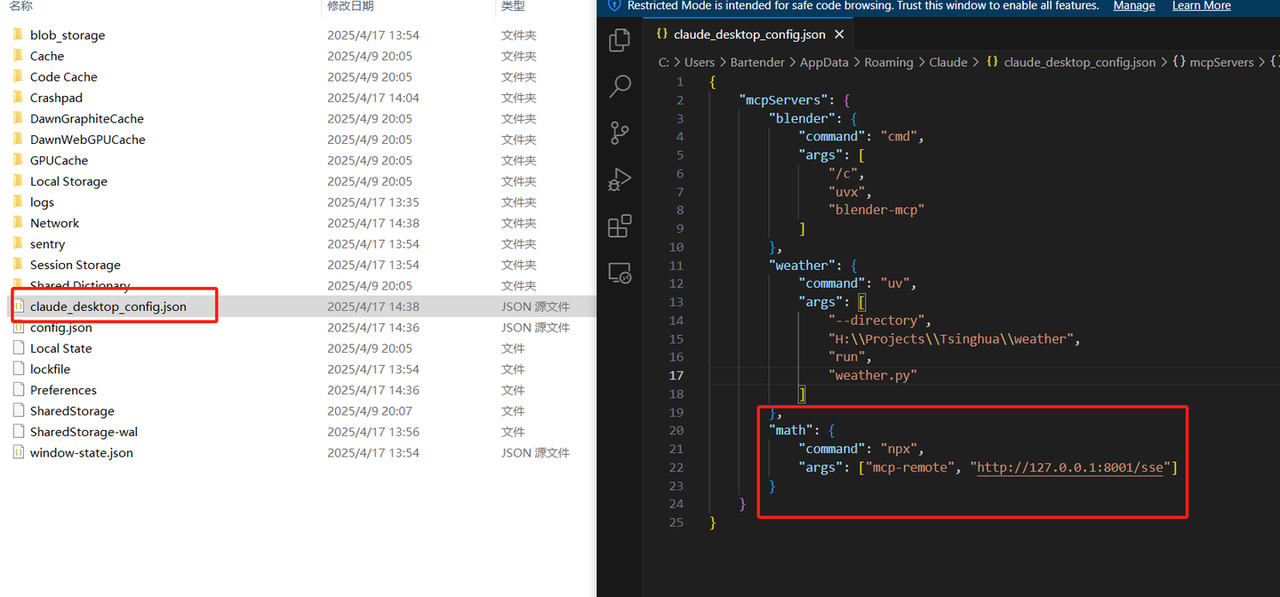 名称 修改日期 类型
blob_storage 2025/4/17 13:54 文件夹
Cache 2025/4/9 20:05 文件夹
Code Cache 2025/4/9 20:05 文件夹
Crashpad 2025/4/17 14:04 文件夹
DawnGraphiteCache 2025/4/9 20:05 文件夹
DawnWebGPUCache 2025/4/9 20:05 文件夹
GPUCache 2025/4/9 20:05 文件夹
Local Storage 2025/4/9 20:05 文件夹
logs 2025/4/17 13:35 文件夹
Network 2025/4/17 14:38 文件夹
sentry 2025/4/17 13:54 文件夹
Session Storage 2025/4/17 13:54 文件夹
Shared Dictionary 2025/4/9 20:05 文件夹
claude_desktop_config.json 2025/4/17 14:38 JSON 源文件
config.json 2025/4/17 14:36 JSON 源文件
Local State 2025/4/9 20:05 文件
lockfile 2025/4/17 13:54 文件
Preferences 2025/4/17 14:36 文件
SharedStorage 2025/4/9 20:07 文件
SharedStorage-wal 2025/4/17 13:56 文件
window-state.json 2025/4/17 13:54 JSON 源文件
Restricted Mode is intended for safe code browsing. Trust this window to enable all features. Manage Learn More
{} claude_desktop_config.json ×
C: > Users > Bartender > AppData > Roaming > Claude > {} claude_desktop_config.json > {} mcpServers > {}
1 {
2 "mcpServers": {
3 "blender": {
4 "command": "cmd",
5 "args": [
6 "/c",
7 "uvx",
8 "blender-mcp"
9 ]
10 },
11 "weather": {
12 "command": "uv",
13 "args": [
14 "--directory",
15 "H:\\Projects\\Tsinghua\\weather",
16 "run",
17 "weather.py"
18 ]
19 },
20 "math": {
21 "command": "npx",
22 "args": ["mcp-remote", "http://127.0.0.1:8001/sse"]
23 }
24 }
25 }